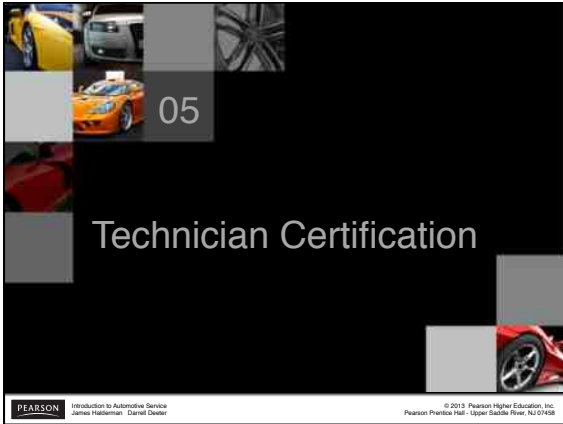 05
Technician Certification
PEARSON
Introduction to Automotive Service
James Halderman Darrell Deeter
© 2013 Pearson Higher Education, Inc.
Pearson Prentice Hall - Upper Saddle River, NJ 07458